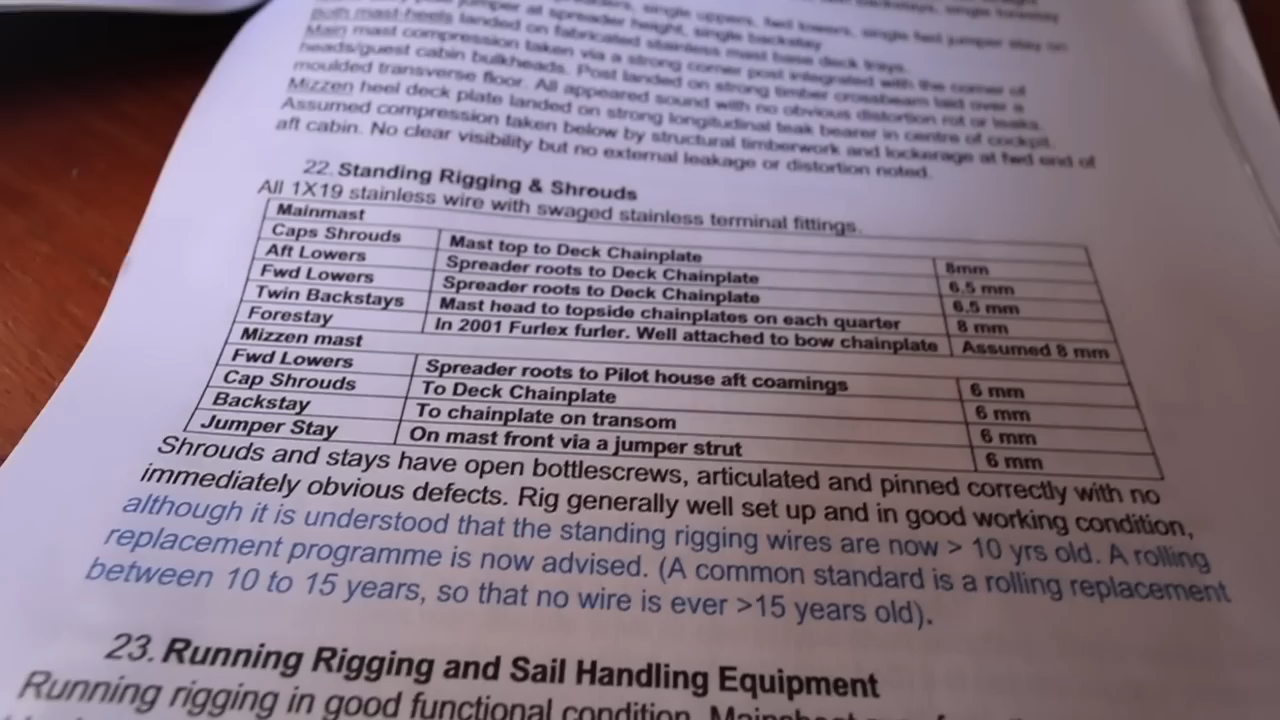 jumper at spreader height, single backstay
both mast-heels landed on fabricated stainless mast base deck trays.
Main mast compression taken via a strong corner post integrated with the corner of
heads/guest cabin bulkheads. Post landed on strong timber crossbeam laid over a
moulded transverse floor. All appeared sound with no obvious distortion rot or leaks.
Mizzen heel deck plate landed on strong longitudinal teak bearer in centre of cockpit.
Assumed compression taken below by structural timberwork and lockerage at fwd end of
aft cabin. No clear visibility but no external leakage or distortion noted.
22. Standing Rigging & Shrouds
All 1X19 stainless wire with swaged stainless terminal fittings.
Mainmast
Caps Shrouds Mast top to Deck Chainplate 8mm
Aft Lowers Spreader roots to Deck Chainplate 6.5 mm
Fwd Lowers Spreader roots to Deck Chainplate 6.5 mm
Twin Backstays Mast head to topside chainplates on each quarter 8 mm
Forestay In 2001 Furlex furler. Well attached to bow chainplate Assumed 8 mm
Mizzen mast
Fwd Lowers Spreader roots to Pilot house aft coamings 6 mm
Cap Shrouds To Deck Chainplate 6 mm
Backstay To chainplate on transom 6 mm
Jumper Stay On mast front via a jumper strut 6 mm
Shrouds and stays have open bottlescrews, articulated and pinned correctly with no
immediately obvious defects. Rig generally well set up and in good working condition,
although it is understood that the standing rigging wires are now > 10 yrs old. A rolling
replacement programme is now advised. (A common standard is a rolling replacement
between 10 to 15 years, so that no wire is ever >15 years old).
23. Running Rigging and Sail Handling Equipment
Running rigging in good functional condition.